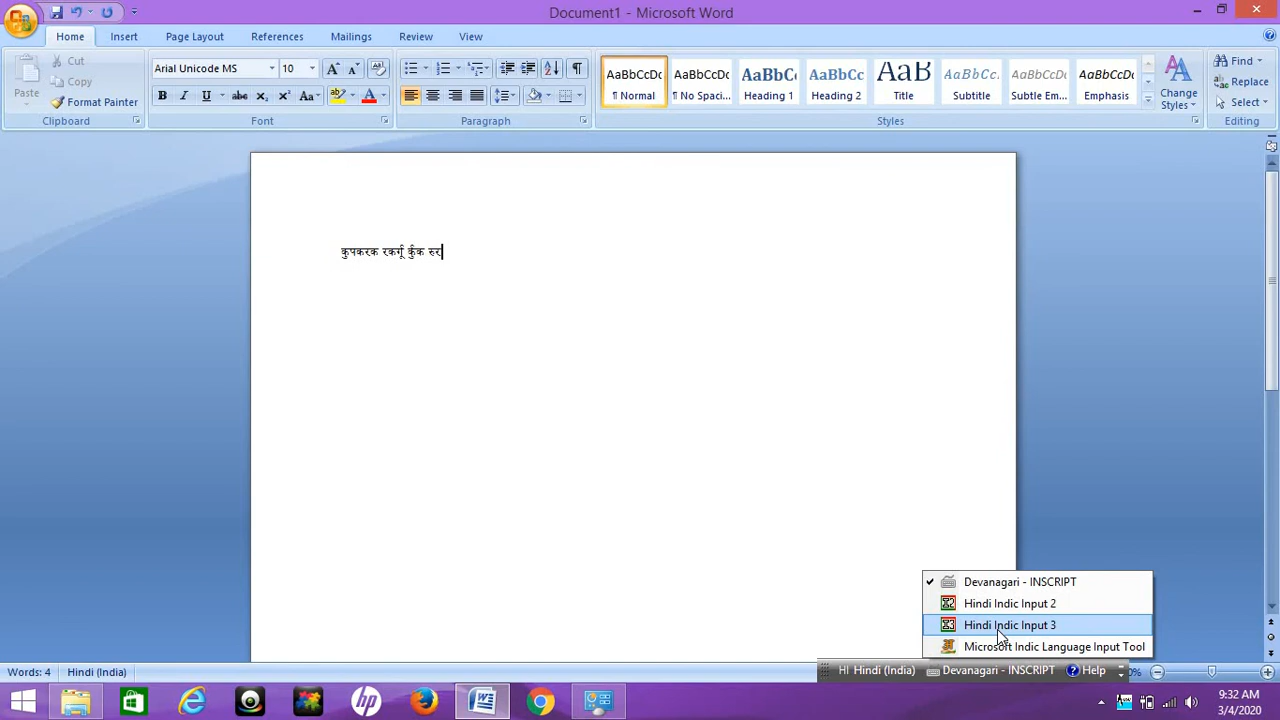 Document1 - Microsoft Word
Home Insert Page Layout References Mailings Review View
Cut
Copy
Format Painter
Paste
Clipboard
Arial Unicode MS 10
Font
Paragraph
AaBbCcDc AaBbCcDc AaBbC AaBbCc AaB AaBbCc. AaBbCcDc AaBbCcDc
¶ Normal ¶ No Spaci... Heading 1 Heading 2 Title Subtitle Subtle Em... Emphasis
Change Styles
Styles
Find
Replace
Select
Editing
कुपकरक रकर्गू कुँक रुर
Devanagari - INSCRIPT
Hindi Indic Input 2
Hindi Indic Input 3
Microsoft Indic Language Input Tool
Words: 4 Hindi (India)
HI Hindi (India) Devanagari - INSCRIPT Help
9:32 AM
3/4/2020